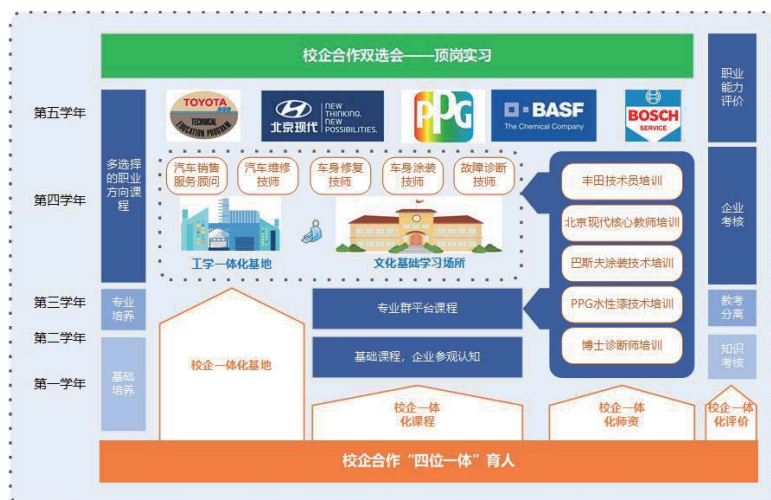 校企合作双选会——顶岗实习
职业
能力
评价
第五学年
TOYOTA
TECHNICAL
EDUCATION PROGRAM
北京现代
NEW
THINKING.
NEW
POSSIBILITIES.
PPG
BASF
The Chemical Company
BOSCH
SERVICE
多选择
的职业
方向课
程
第四学年
汽车销售
服务顾问
汽车维修
技师
车身修复
技师
车身涂装
技师
故障诊断
技师
工学一体化基地
文化基础学习场所
丰田技术员培训
北京现代核心教师培训
巴斯夫涂装技术培训
PPG水性漆技术培训
博士诊断师培训
企业
考核
第三学年
专业
培养
专业群平台课程
教考
分离
第二学年
校企一体化基地
基础课程，企业参观认知
知识
考核
第一学年
基础
培养
校企一体
化课程
校企一体
化师资
校企一体
化评价
校企合作“四位一体”育人